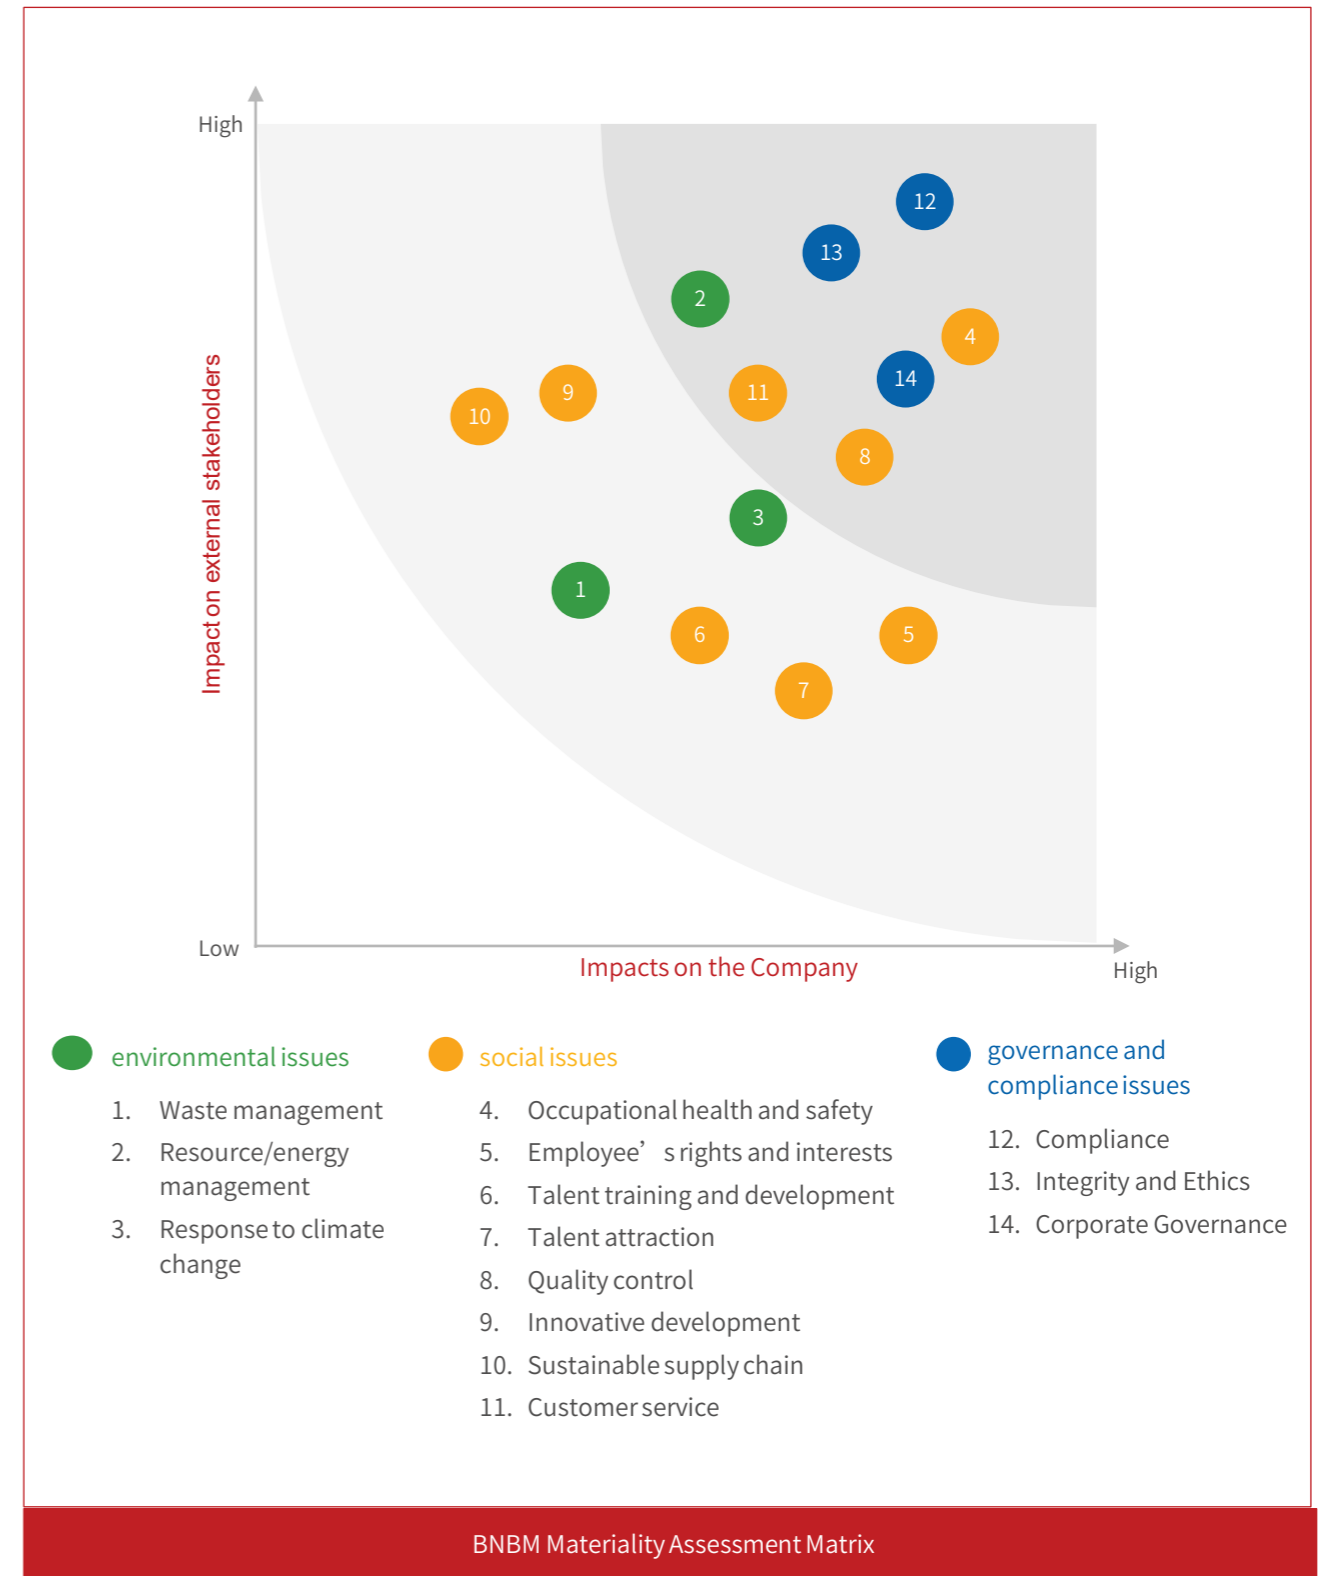 High
12
13
2
4
14
9
11
10
8
3
1
6
5
7
Impact on external stakeholders
Low
Impacts on the Company
High
environmental issues
1. Waste management
2. Resource/energy
management
3. Response to climate
change
social issues
4. Occupational health and safety
5. Employee’s rights and interests
6. Talent training and development
7. Talent attraction
8. Quality control
9. Innovative development
10. Sustainable supply chain
11. Customer service
governance and
compliance issues
12. Compliance
13. Integrity and Ethics
14. Corporate Governance
BNBM Materiality Assessment Matrix